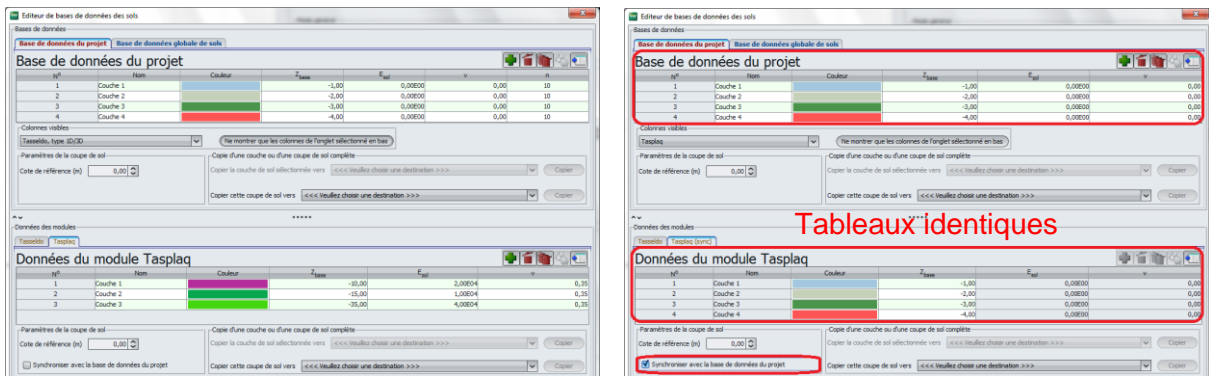 Editeur de bases de données des sols
Bases de données
Base de données du projet Base de données globale de sols
Base de données du projet
N° Nom Couleur Zbase Esol ν n
1 Couche 1 -1,00 0,00E00 0,00 10
2 Couche 2 -2,00 0,00E00 0,00 10
3 Couche 3 -3,00 0,00E00 0,00 10
4 Couche 4 -4,00 0,00E00 0,00 10
Colonnes visibles
Tasseldo, type 1D/3D Ne montrer que les colonnes de l'onglet sélectionné en bas
Paramètres de la coupe de sol Copie d'une couche ou d'une coupe de sol complète
Cote de référence (m) 0,00 Copier la couche de sol sélectionnée vers <<< Veuillez choisir une destination >>> Copier
Copier cette coupe de sol vers <<< Veuillez choisir une destination >>> Copier
Données des modules
Tasseldo Tasplaq
Données du module Tasplaq
N° Nom Couleur Zbase Esol ν
1 Couche 1 -10,00 2,00E04 0,35
2 Couche 2 -15,00 1,00E04 0,35
3 Couche 3 -35,00 4,00E04 0,35
Paramètres de la coupe de sol Copie d'une couche ou d'une coupe de sol complète
Cote de référence (m) 0,00 Copier la couche de sol sélectionnée vers <<< Veuillez choisir une destination >>> Copier
Synchroniser avec la base de données du projet Copier cette coupe de sol vers <<< Veuillez choisir une destination >>> Copier
Editeur de bases de données des sols
Bases de données
Base de données du projet Base de données globale de sols
Base de données du projet
N° Nom Couleur Zbase Esol ν
1 Couche 1 -1,00 0,00E00 0,00
2 Couche 2 -2,00 0,00E00 0,00
3 Couche 3 -3,00 0,00E00 0,00
4 Couche 4 -4,00 0,00E00 0,00
Colonnes visibles
Tasplaq Ne montrer que les colonnes de l'onglet sélectionné en bas
Paramètres de la coupe de sol Copie d'une couche ou d'une coupe de sol complète
Cote de référence (m) 0,00 Copier la couche de sol sélectionnée vers <<< Veuillez choisir une destination >>> Copier
Copier cette coupe de sol vers <<< Veuillez choisir une destination >>> Copier
Tableaux identiques
Données des modules
Tasseldo Tasplaq (sync)
Données du module Tasplaq
N° Nom Couleur Zbase Esol ν
1 Couche 1 -1,00 0,00E00 0,00
2 Couche 2 -2,00 0,00E00 0,00
3 Couche 3 -3,00 0,00E00 0,00
4 Couche 4 -4,00 0,00E00 0,00
Paramètres de la coupe de sol Copie d'une couche ou d'une coupe de sol complète
Cote de référence (m) 0,00 Copier la couche de sol sélectionnée vers <<< Veuillez choisir une destination >>> Copier
Synchroniser avec la base de données du projet Copier cette coupe de sol vers <<< Veuillez choisir une destination >>> Copier